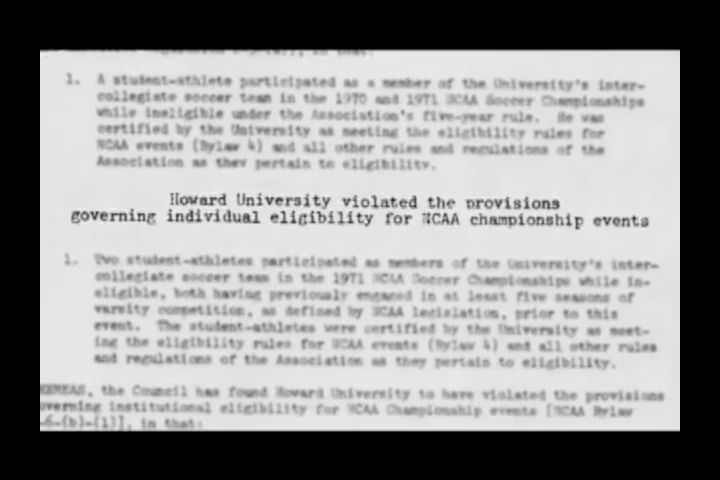 1. A student-athlete participated as a member of the University's inter-
collegiate soccer team in the 1970 and 1971 NCAA Soccer Championships
while ineligible under the Association's five-year rule. He was
certified by the University as meeting the eligibility rules for
NCAA events (Bylaw 4) and all other rules and regulations of the
Association as they pertain to eligibility.
Howard University violated the provisions
governing individual eligibility for NCAA championship events
1. Two student-athletes participated as members of the University's inter-
collegiate soccer team in the 1971 NCAA Soccer Championships while in-
eligible, both having previously engaged in at least five seasons of
varsity competition, as defined by NCAA legislation, prior to this
event. The student-athletes were certified by the University as meet-
ing the eligibility rules for NCAA events (Bylaw 4) and all other rules
and regulations of the Association as they pertain to eligibility.
HEREAS, the Council has found Howard University to have violated the provisions
overning institutional eligibility for NCAA Championship events [NCAA Bylaw
-6-(b)-(1)], in that: